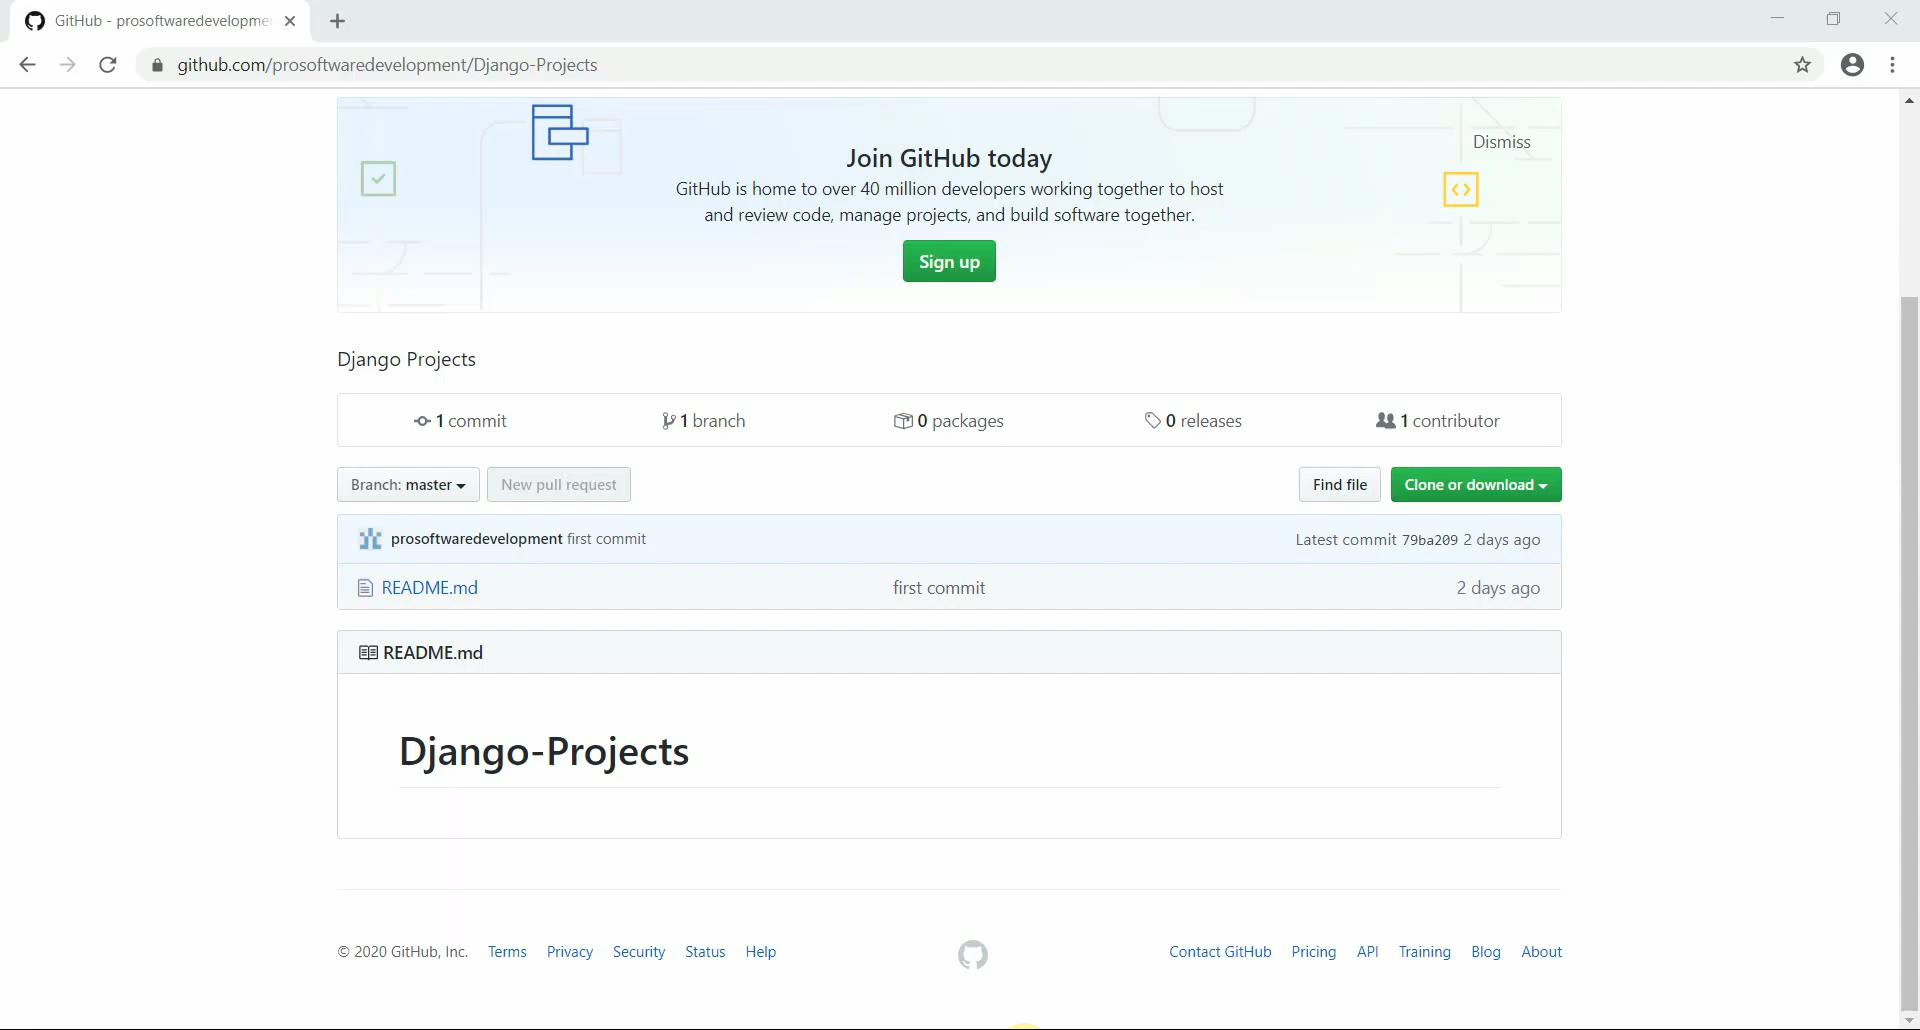 GitHub - prosoftwaredevelopme
github.com/prosoftwaredevelopment/Django-Projects
Dismiss
Join GitHub today
GitHub is home to over 40 million developers working together to host
and review code, manage projects, and build software together.
Sign up
Django Projects
1 commit
1 branch
0 packages
0 releases
1 contributor
Branch: master
New pull request
Find file
Clone or download
prosoftwaredevelopment first commit
Latest commit 79ba209 2 days ago
README.md
first commit
2 days ago
README.md
Django-Projects
© 2020 GitHub, Inc. Terms Privacy Security Status Help
Contact GitHub Pricing API Training Blog About